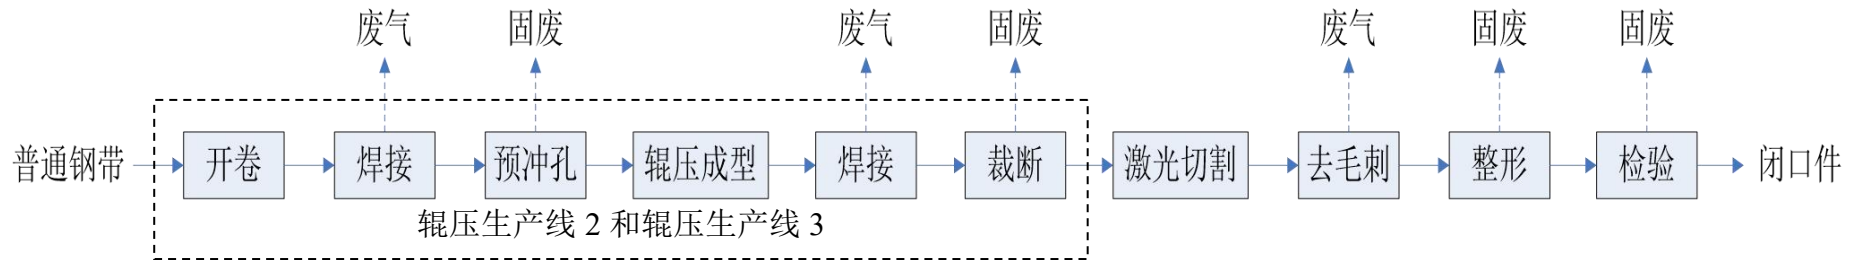 废气 固废 废气 固废 废气 固废 固废
普通钢带 开卷 焊接 预冲孔 辊压成型 焊接 裁断 激光切割 去毛刺 整形 检验 闭口件
辊压生产线 2 和辊压生产线 3